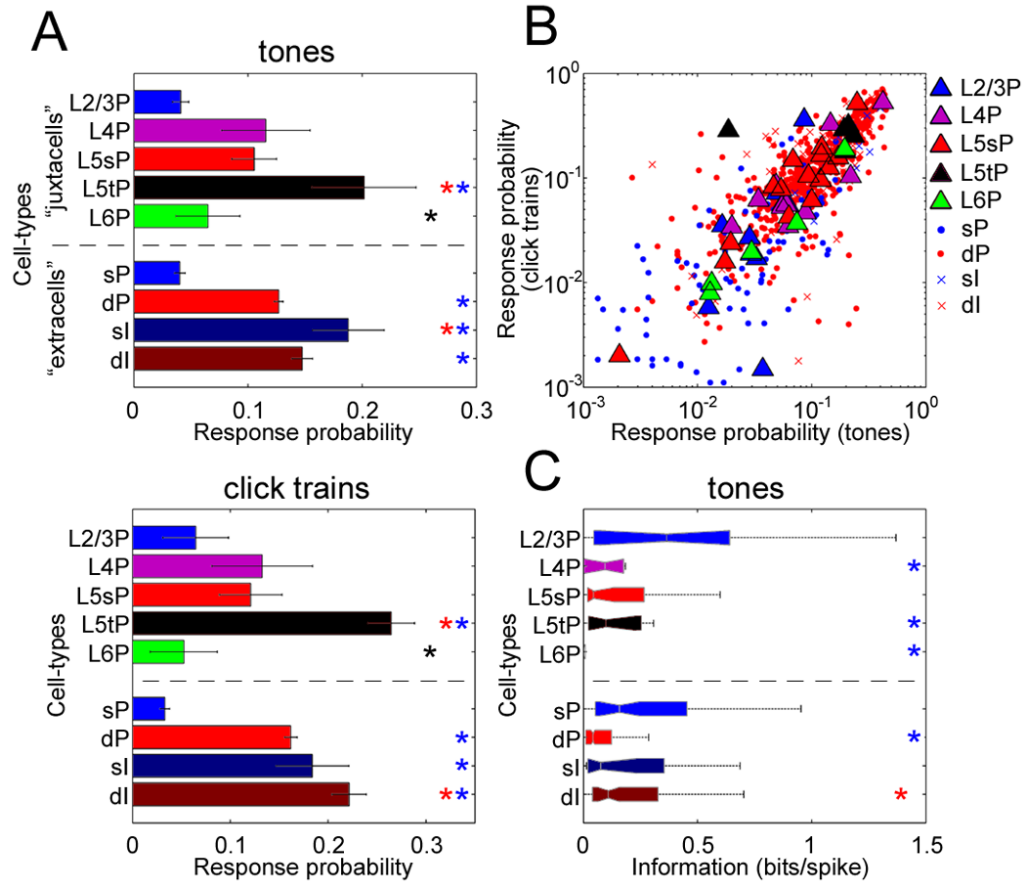 A
tones
Cell-types
"juxtacells"
"extracells"
L2/3P
L4P
L5sP
L5tP
L6P
sP
dP
sI
dI
* *
*
*
* *
*
0 0.1 0.2 0.3
Response probability
B
Response probability
(click trains)
10^0
10^-1
10^-2
10^-3
10^-3 10^-2 10^-1 10^0
Response probability (tones)
L2/3P
L4P
L5sP
L5tP
L6P
sP
dP
sI
dI
click trains
Cell-types
L2/3P
L4P
L5sP
L5tP
L6P
sP
dP
sI
dI
* *
*
*
*
* *
0 0.1 0.2 0.3
Response probability
C
tones
Cell-types
L2/3P
L4P
L5sP
L5tP
L6P
sP
dP
sI
dI
*
*
*
*
*
0 0.5 1 1.5
Information (bits/spike)